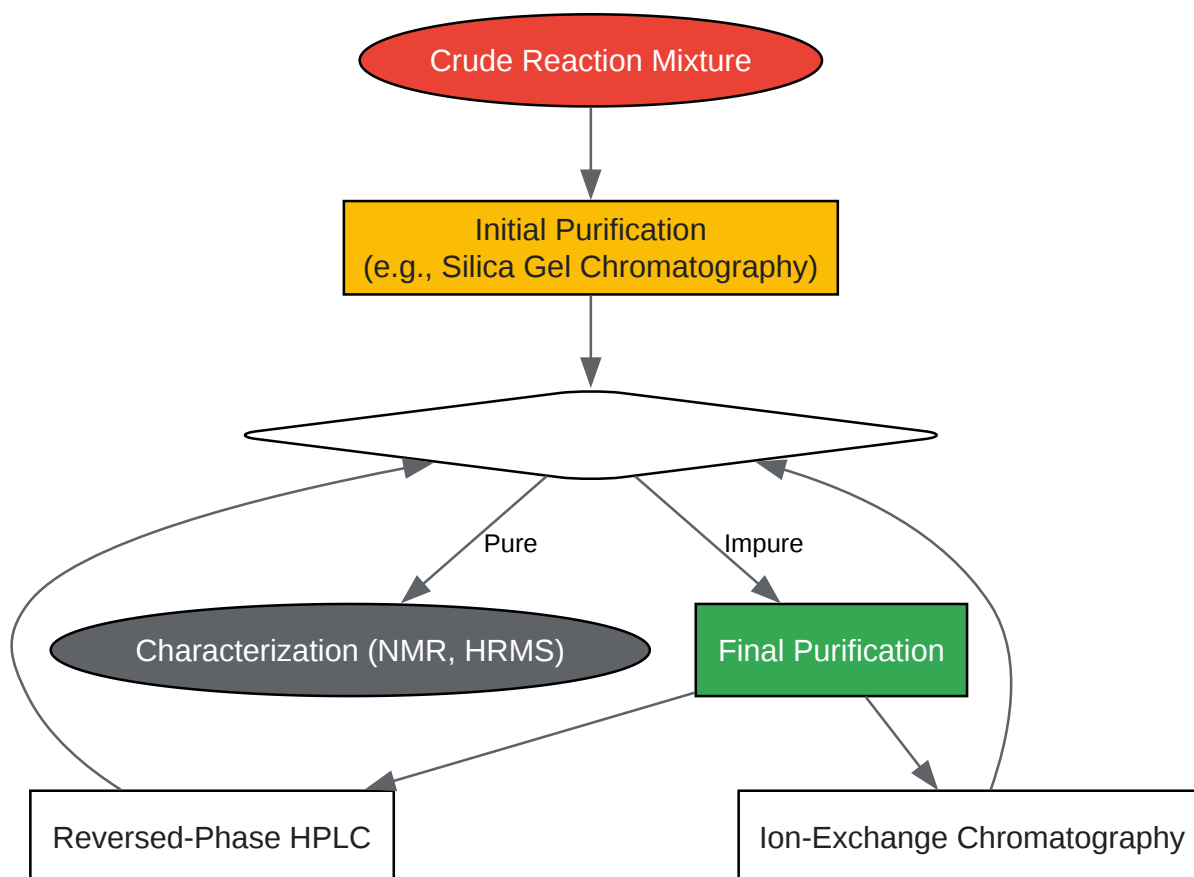 Crude Reaction Mixture
Initial Purification
(e.g., Silica Gel Chromatography)
Pure
Impure
Characterization (NMR, HRMS)
Final Purification
Reversed-Phase HPLC
Ion-Exchange Chromatography